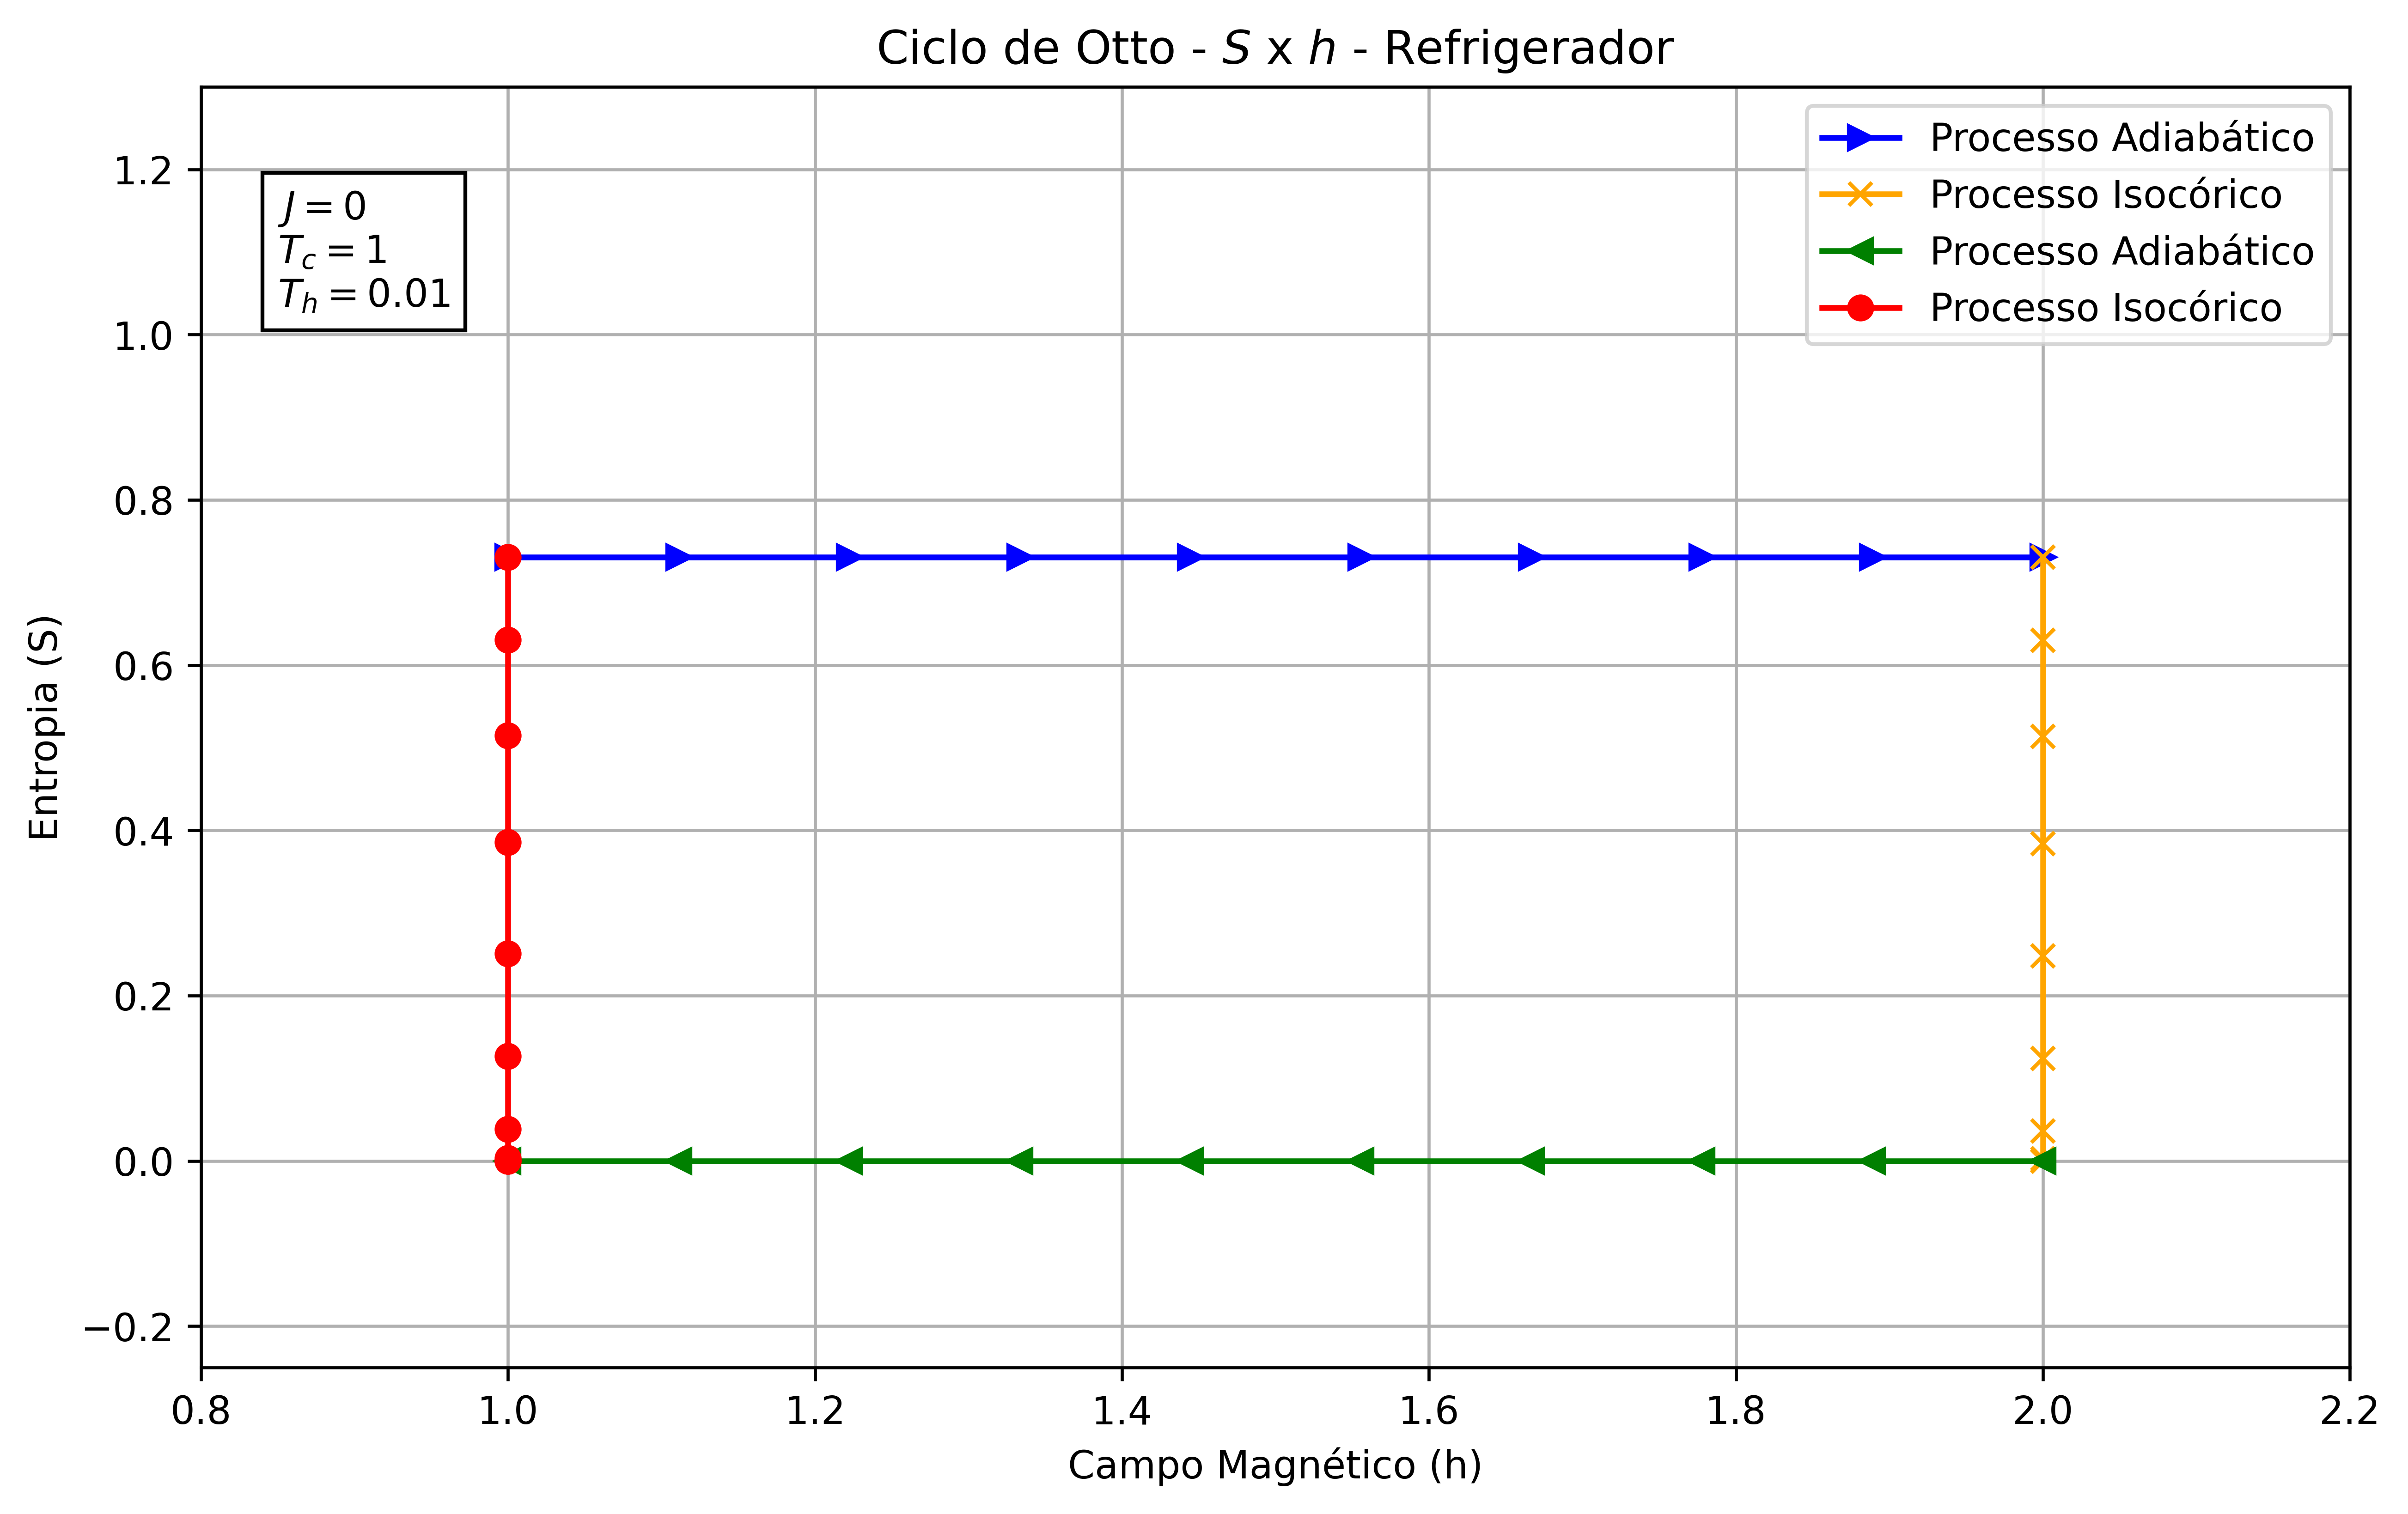 Ciclo de Otto - S x h - Refrigerador
J = 0
T_c = 1
T_h = 0.01
Processo Adiabático
Processo Isocórico
Processo Adiabático
Processo Isocórico
Entropia (S)
1.2
1.0
0.8
0.6
0.4
0.2
0.0
−0.2
0.8 1.0 1.2 1.4 1.6 1.8 2.0 2.2
Campo Magnético (h)